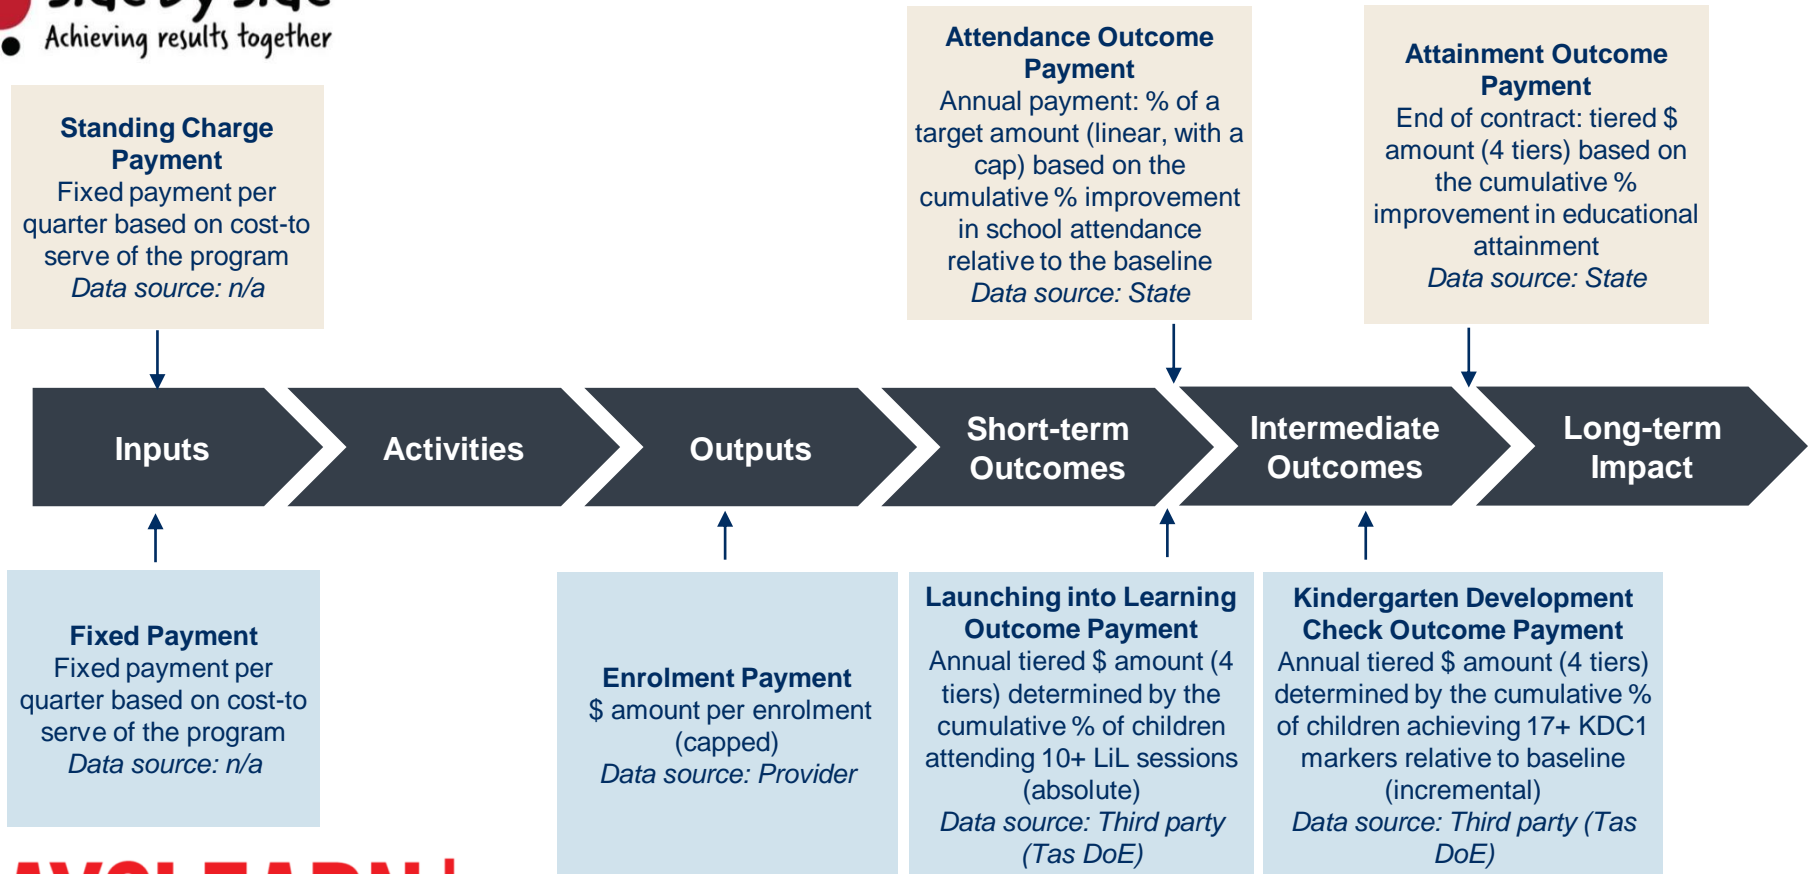 Achieving results together
Standing Charge
Payment
Fixed payment per
quarter based on cost-to
serve of the program
Data source: n/a
Attendance Outcome
Payment
Annual payment: % of a
target amount (linear, with a
cap) based on the
cumulative % improvement
in school attendance
relative to the baseline
Data source: State
Attainment Outcome
Payment
End of contract: tiered $
amount (4 tiers) based on
the cumulative %
improvement in educational
attainment
Data source: State
Inputs
Activities
Outputs
Short-term
Outcomes
Intermediate
Outcomes
Long-term
Impact
Fixed Payment
Fixed payment per
quarter based on cost-to
serve of the program
Data source: n/a
Enrolment Payment
$ amount per enrolment
(capped)
Data source: Provider
Launching into Learning
Outcome Payment
Annual tiered $ amount (4
tiers) determined by the
cumulative % of children
attending 10+ LiL sessions
(absolute)
Data source: Third party
(Tas DoE)
Kindergarten Development
Check Outcome Payment
Annual tiered $ amount (4 tiers)
determined by the cumulative %
of children achieving 17+ KDC1
markers relative to baseline
(incremental)
Data source: Third party (Tas
DoE)